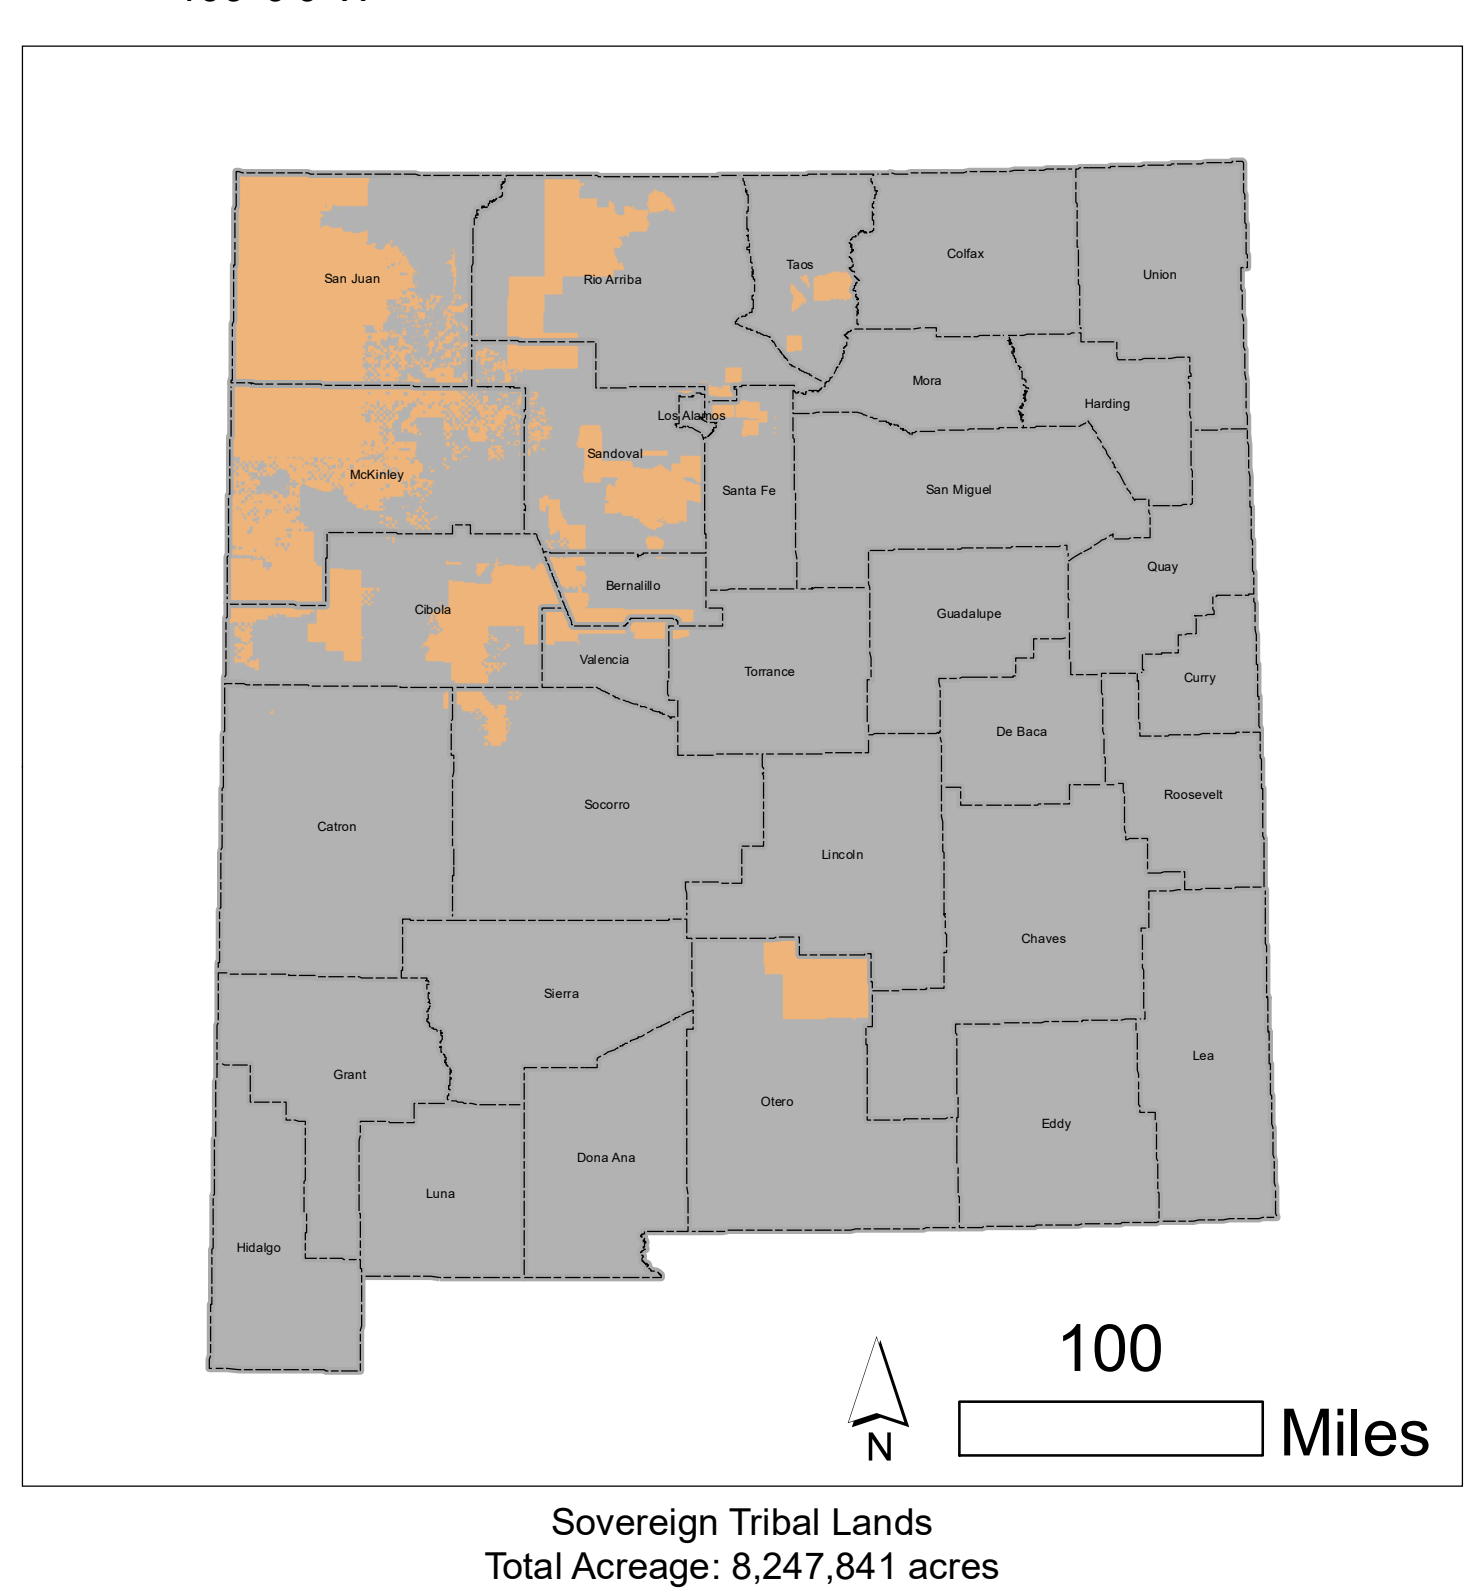 San Juan
Rio Arriba
Taos
Colfax
Union
Mora
Harding
Los Alamos
Sandoval
McKinley
Santa Fe
San Miguel
Quay
Bernalillo
Cibola
Guadalupe
Valencia
Torrance
Curry
De Baca
Roosevelt
Socorro
Catron
Lincoln
Chaves
Sierra
Lea
Grant
Otero
Eddy
Dona Ana
Luna
Hidalgo
100
Miles
N
Sovereign Tribal Lands
Total Acreage: 8,247,841 acres